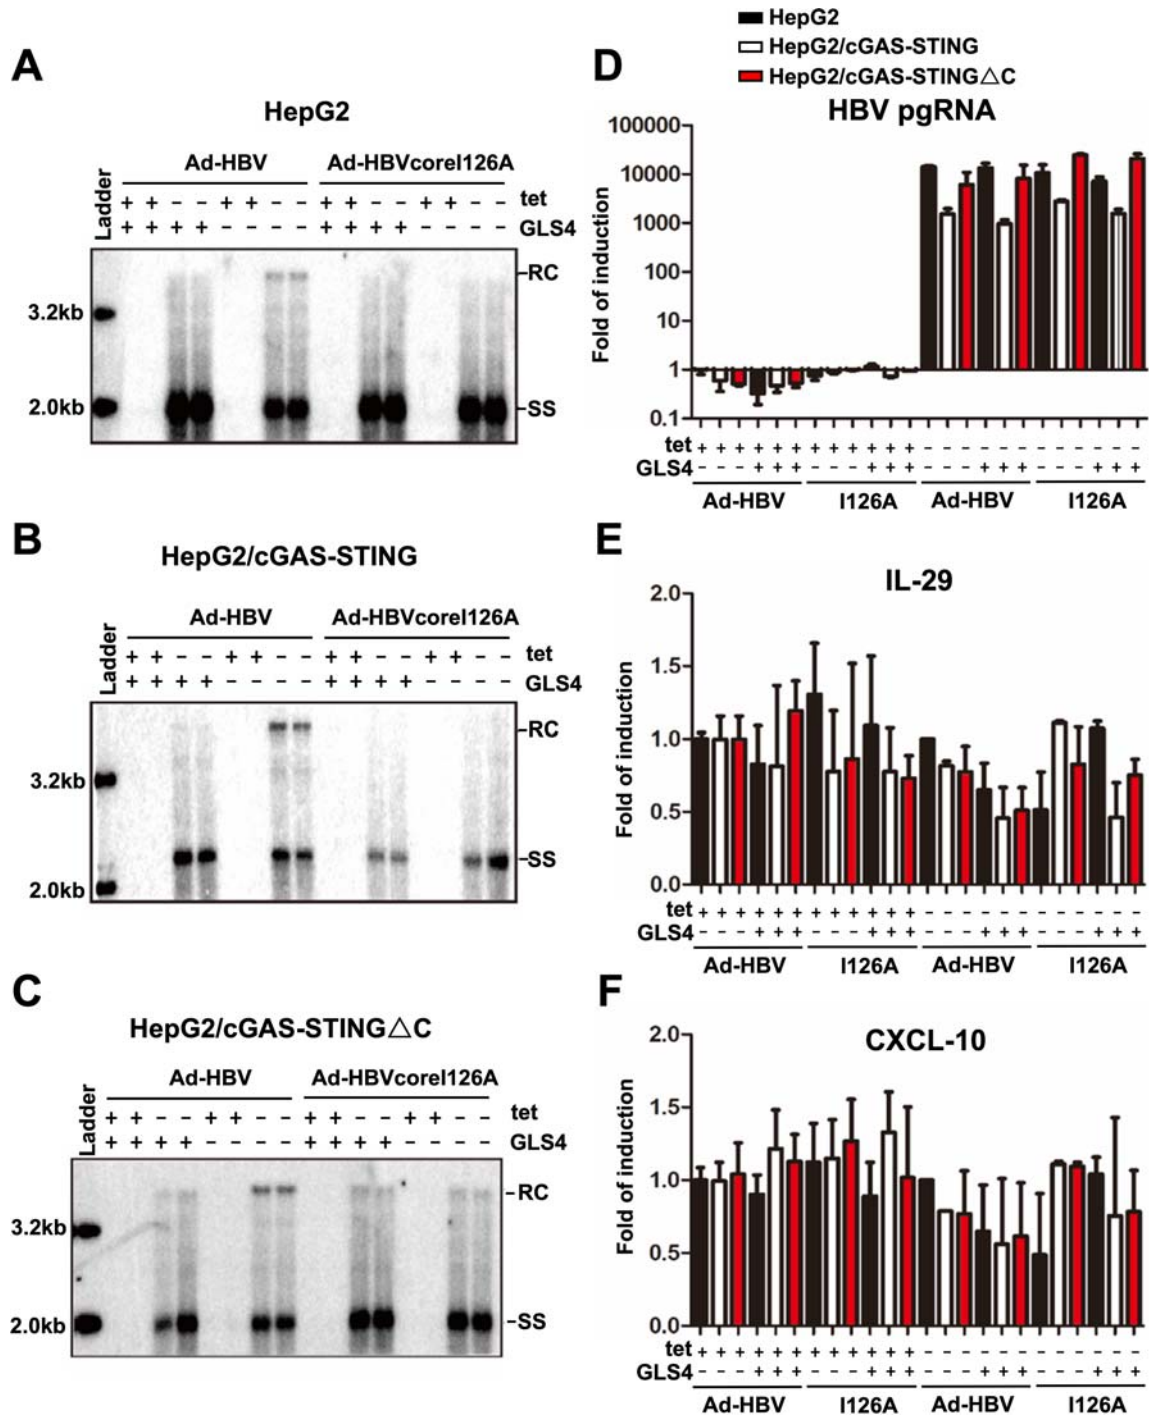 A
HepG2
Ad-HBV Ad-HBVcoreI126A
Ladder
+ + - - + + - - + + - - + + - - tet
+ + + + - - - - + + + + - - - - GLS4
-RC
3.2kb
2.0kb -SS
B
HepG2/cGAS-STING
Ad-HBV Ad-HBVcoreI126A
Ladder
+ + - - + + - - + + - - + + - - tet
+ + + + - - - - + + + + - - - - GLS4
-RC
3.2kb
-SS
2.0kb
C
HepG2/cGAS-STING△C
Ad-HBV Ad-HBVcoreI126A
Ladder
+ + - - + + - - + + - - + + - - tet
+ + + + - - - - + + + + - - - - GLS4
-RC
3.2kb
2.0kb -SS
HepG2
HepG2/cGAS-STING
HepG2/cGAS-STING△C
D
HBV pgRNA
Fold of induction
100000
10000
1000
100
10
1
0.1
tet + + + + + + + + + + + + - - - - - - - - - - - -
GLS4 - - - + + + - - - + + + - - - + + + - - - + + +
Ad-HBV I126A Ad-HBV I126A
E
IL-29
Fold of induction
2.0
1.5
1.0
0.5
0.0
tet + + + + + + + + + + + + - - - - - - - - - - - -
GLS4 - - - + + + - - - + + + - - - + + + - - - + + +
Ad-HBV I126A Ad-HBV I126A
F
CXCL-10
Fold of induction
2.0
1.5
1.0
0.5
0.0
tet + + + + + + + + + + + + - - - - - - - - - - - -
GLS4 - - - + + + - - - + + + - - - + + + - - - + + +
Ad-HBV I126A Ad-HBV I126A